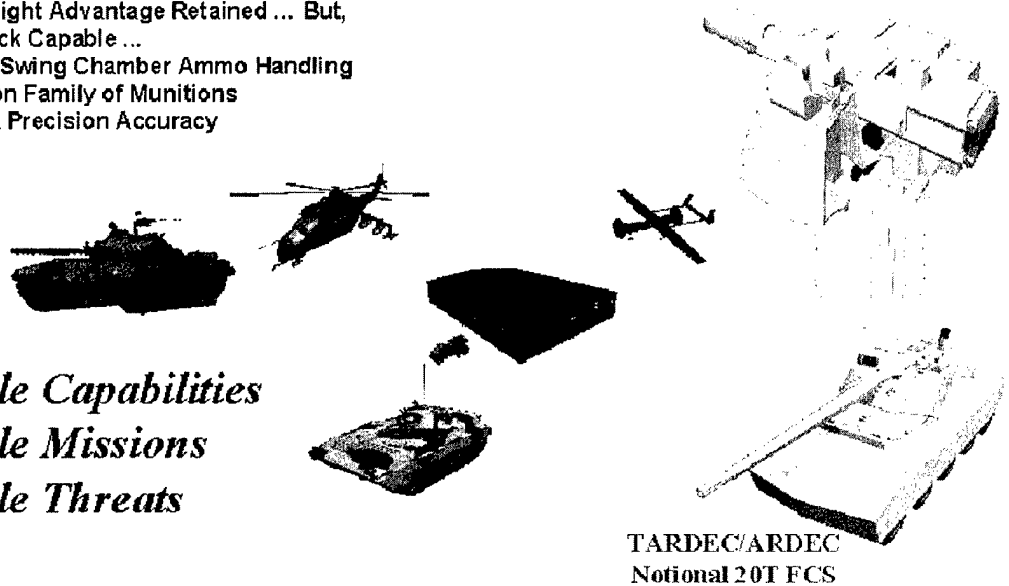 ight Advantage Retained ... But,
ck Capable ...
Swing Chamber Ammo Handling
on Family of Munitions
Precision Accuracy
le Capabilities
le Missions
le Threats
TARDEC/ARDEC
Notional 20T FCS